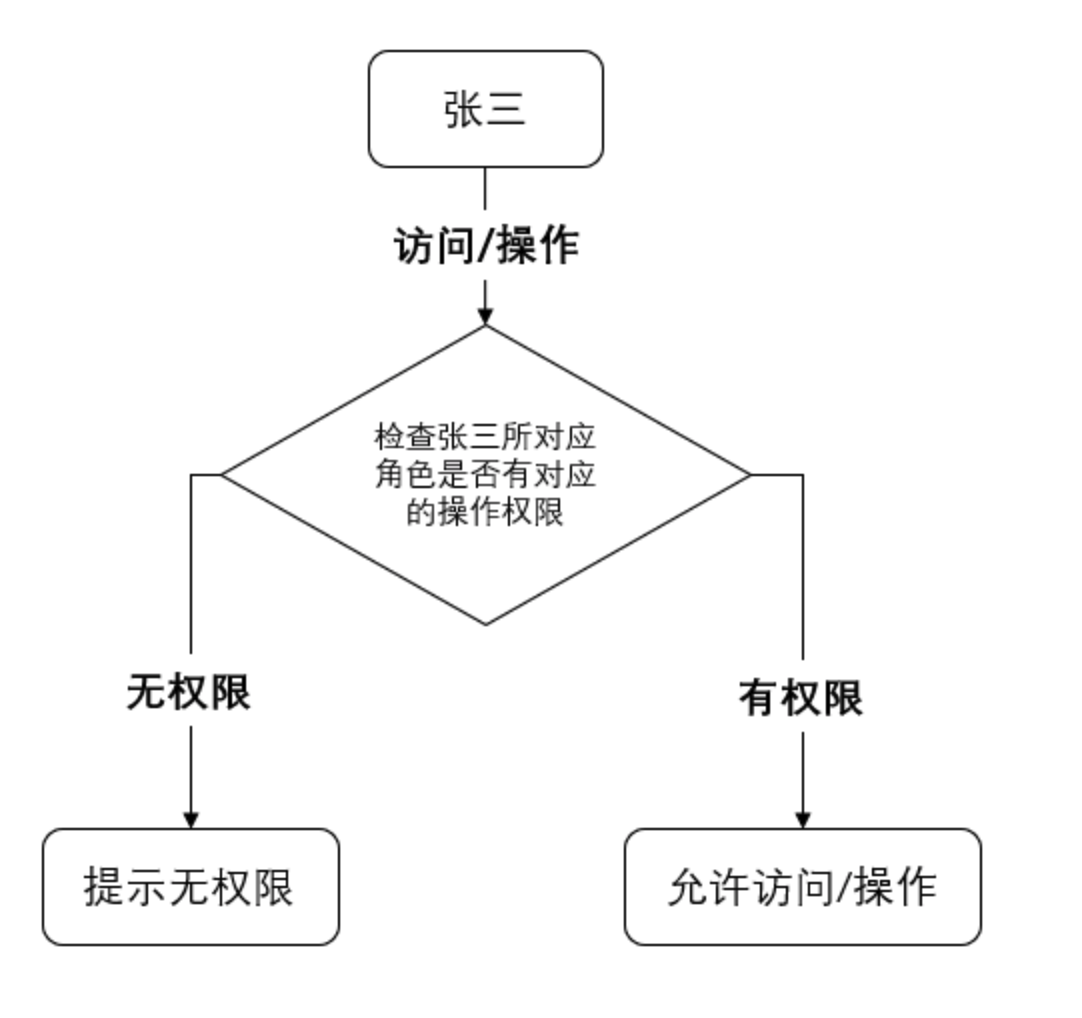 张三
访问/操作
检查张三所对应
角色是否有对应
的操作权限
无权限
有权限
提示无权限
允许访问/操作